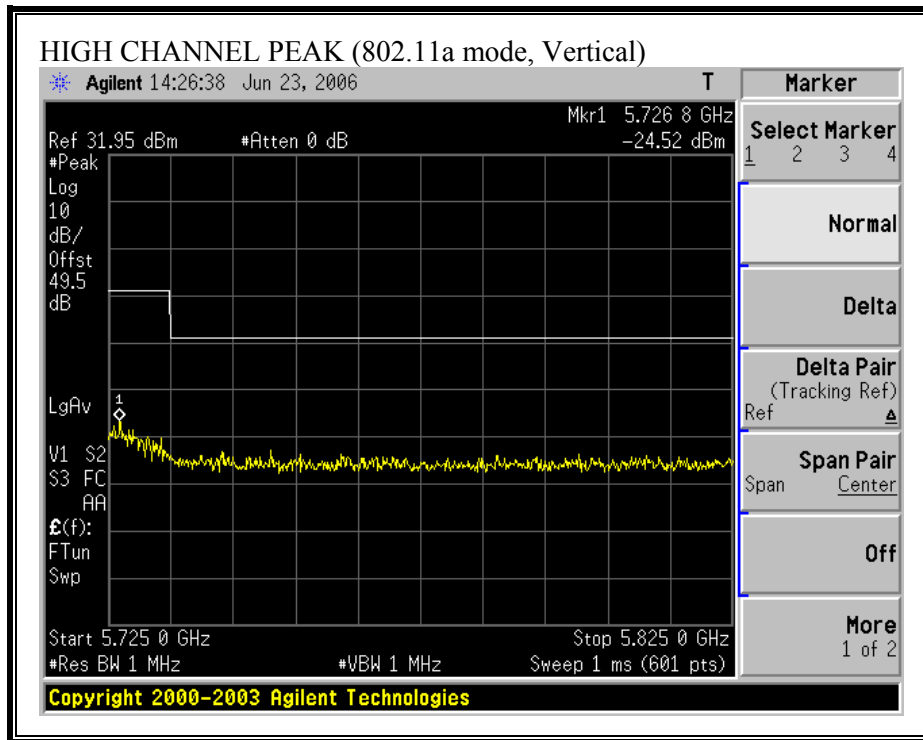 HIGH CHANNEL PEAK (802.11a mode, Vertical)
Agilent 14:26:38 Jun 23, 2006 T
Mkr1 5.726 8 GHz
Ref 31.95 dBm #Atten 0 dB -24.52 dBm
#Peak
Log
10
dB/
Offst
49.5
dB
LgAv
1
V1 S2
S3 FC
AA
£(f):
FTun
Swp
Start 5.725 0 GHz Stop 5.825 0 GHz
#Res BW 1 MHz #VBW 1 MHz Sweep 1 ms (601 pts)
Copyright 2000-2003 Agilent Technologies
Marker
Select Marker
1 2 3 4
Normal
Delta
Delta Pair
(Tracking Ref)
Ref Δ
Span Pair
Span Center
Off
More
1 of 2